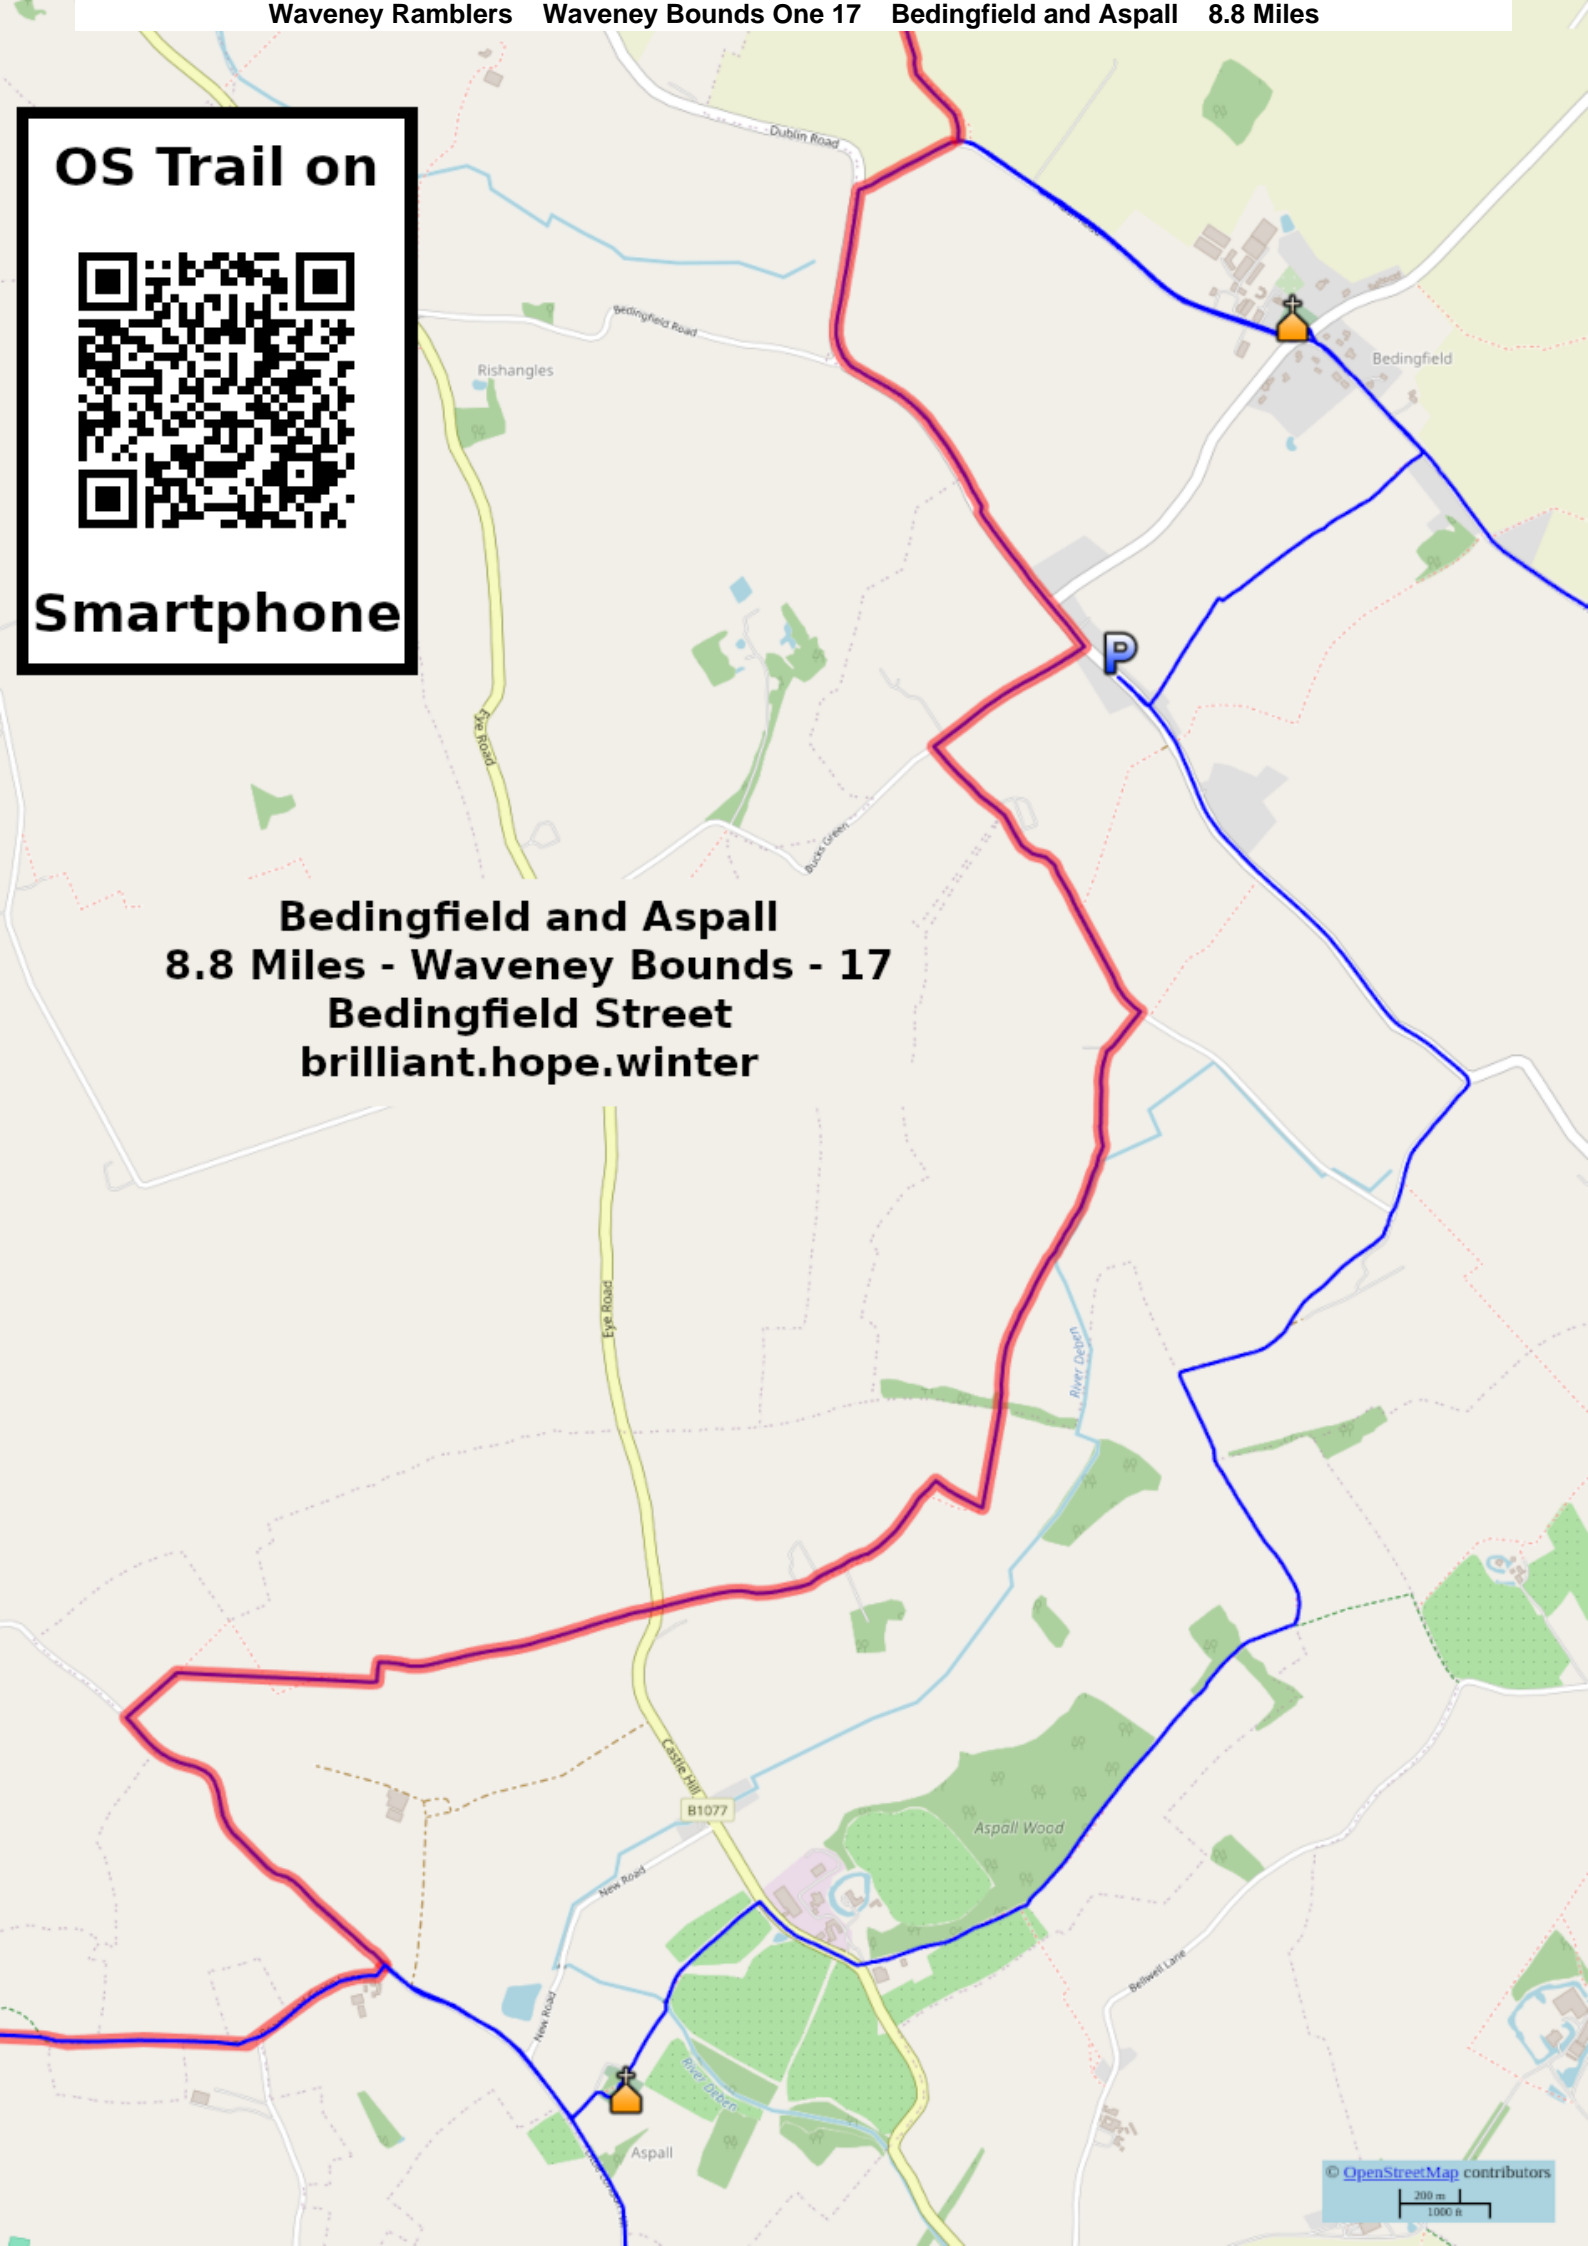 Waveney Ramblers Waveney Bounds One 17 Bedingfield and Aspall 8.8 Miles
OS Trail on
Smartphone
Dublin Road
Bedingfield Road
Rishangles
Bedingfield
P
Eye Road
Bucks Green
Bedingfield and Aspall
8.8 Miles - Waveney Bounds - 17
Bedingfield Street
brilliant.hope.winter
Eye Road
River Deben
Castle Hill
B1077
Aspall Wood
New Road
Bellwell Lane
New Road
River Deben
Aspall
© OpenStreetMap contributors
200 m
1000 ft